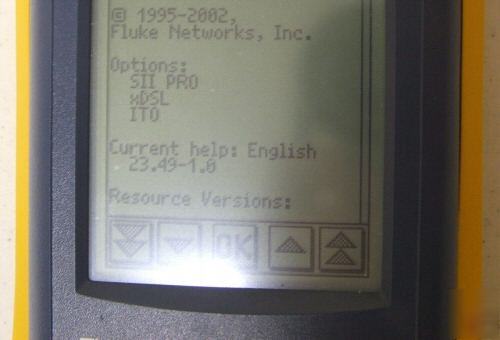 © 1995-2002,
Fluke Networks, Inc.
Options:
SII PRO
xDSL
ITO
Current help: English
23.49-1.0
Resource Versions:
OK